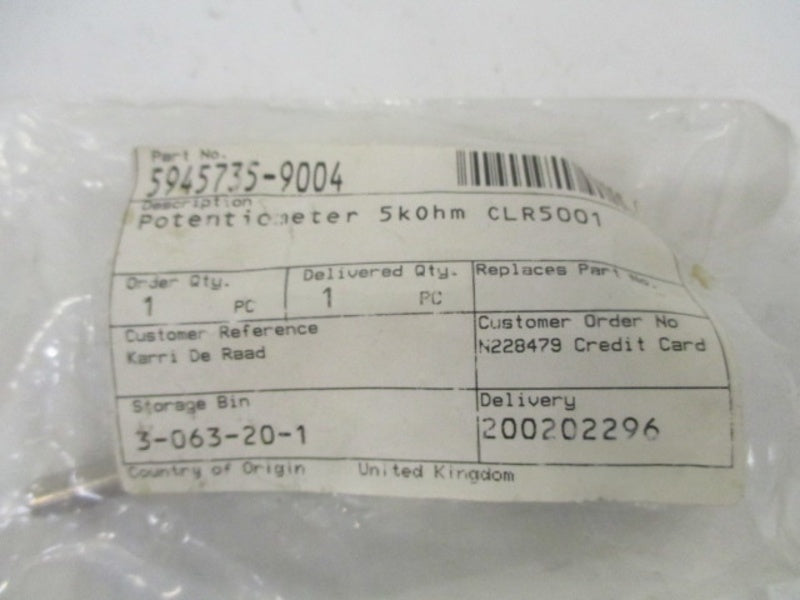 Part No.
5945735-9004
Description
Potentiometer 5kOhm CLR5001
Order Qty. Delivered Qty. Replaces Part No.
1 PC 1 PC
Customer Reference Customer Order No
Karri De Raad N228479 Credit Card
Storage Bin Delivery
3-063-20-1 200202296
Country of Origin United Kingdom